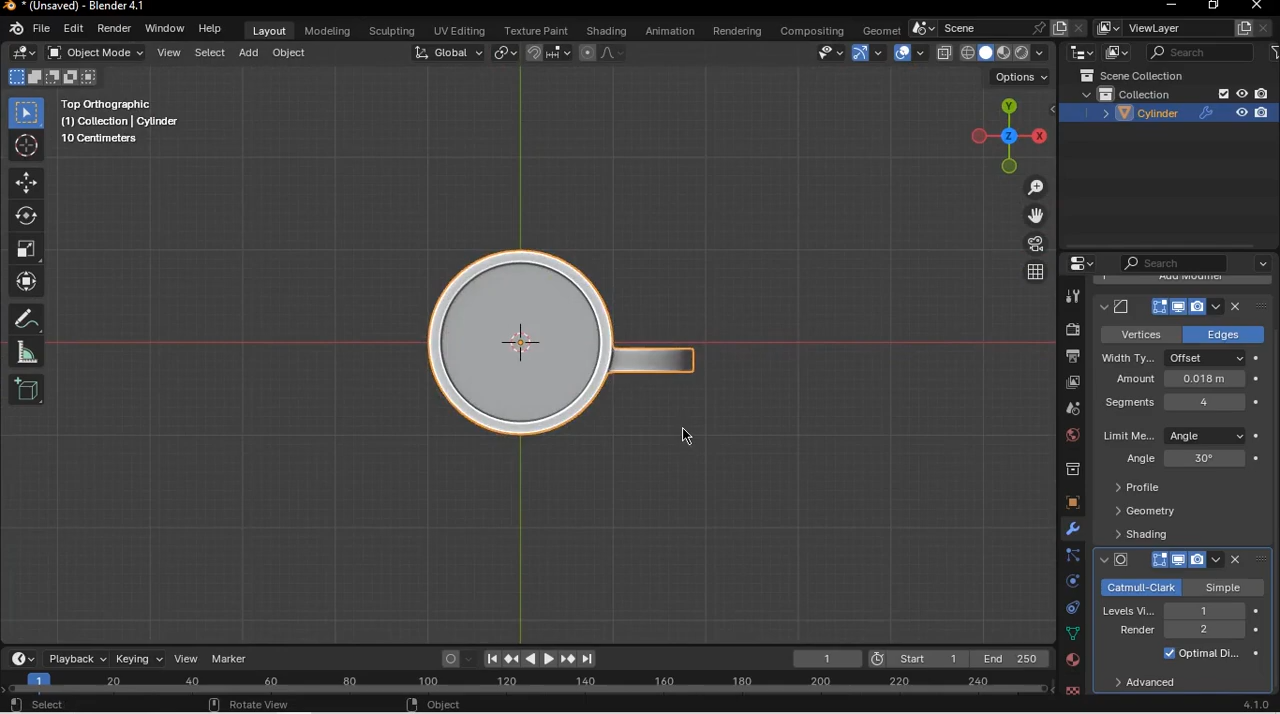 * (Unsaved) - Blender 4.1
File Edit Render Window Help Layout Modeling Sculpting UV Editing Texture Paint Shading Animation Rendering Compositing Geomet Scene ViewLayer
Object Mode View Select Add Object Global Search
Options
Top Orthographic
(1) Collection | Cylinder
10 Centimeters
Y
Z X
Scene Collection
Collection
Cylinder
Search
Add Modifier
Vertices Edges
Width Ty... Offset
Amount 0.018 m
Segments 4
Limit Me... Angle
Angle 30°
Profile
Geometry
Shading
Catmull-Clark Simple
Levels Vi... 1
Render 2
Optimal Di...
Advanced
Playback Keying View Marker 1 Start 1 End 250
1 20 40 60 80 100 120 140 160 180 200 220 240
Select Rotate View Object 4.1.0